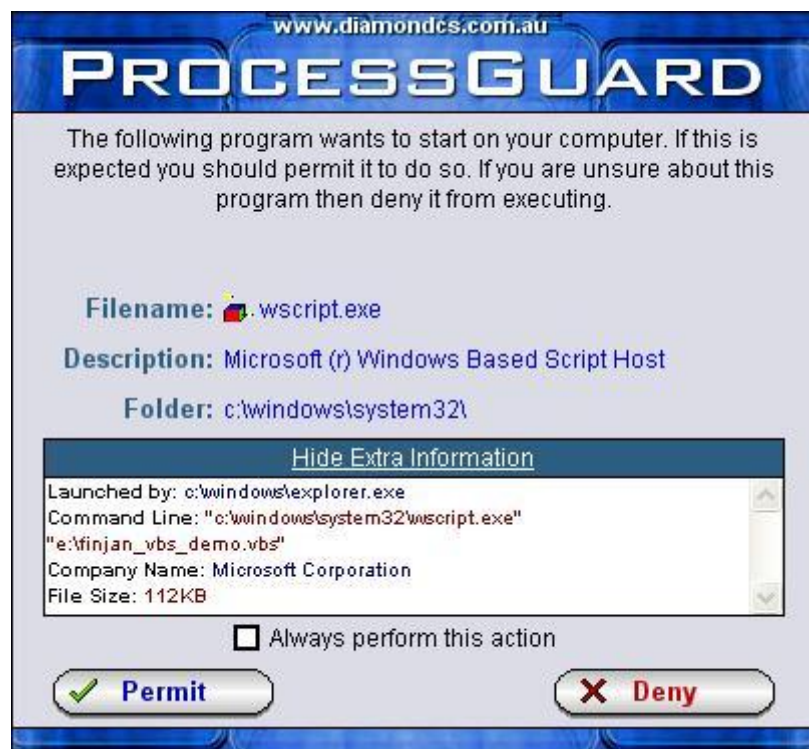 www.diamondcs.com.au
PROCESSGUARD
The following program wants to start on your computer. If this is
expected you should permit it to do so. If you are unsure about this
program then deny it from executing.
Filename: wscript.exe
Description: Microsoft (r) Windows Based Script Host
Folder: c:\windows\system32\
Hide Extra Information
Launched by: c:\windows\explorer.exe
Command Line: "c:\windows\system32\wscript.exe"
"e:\finjan_vbs_demo.vbs"
Company Name: Microsoft Corporation
File Size: 112KB
Always perform this action
Permit
Deny